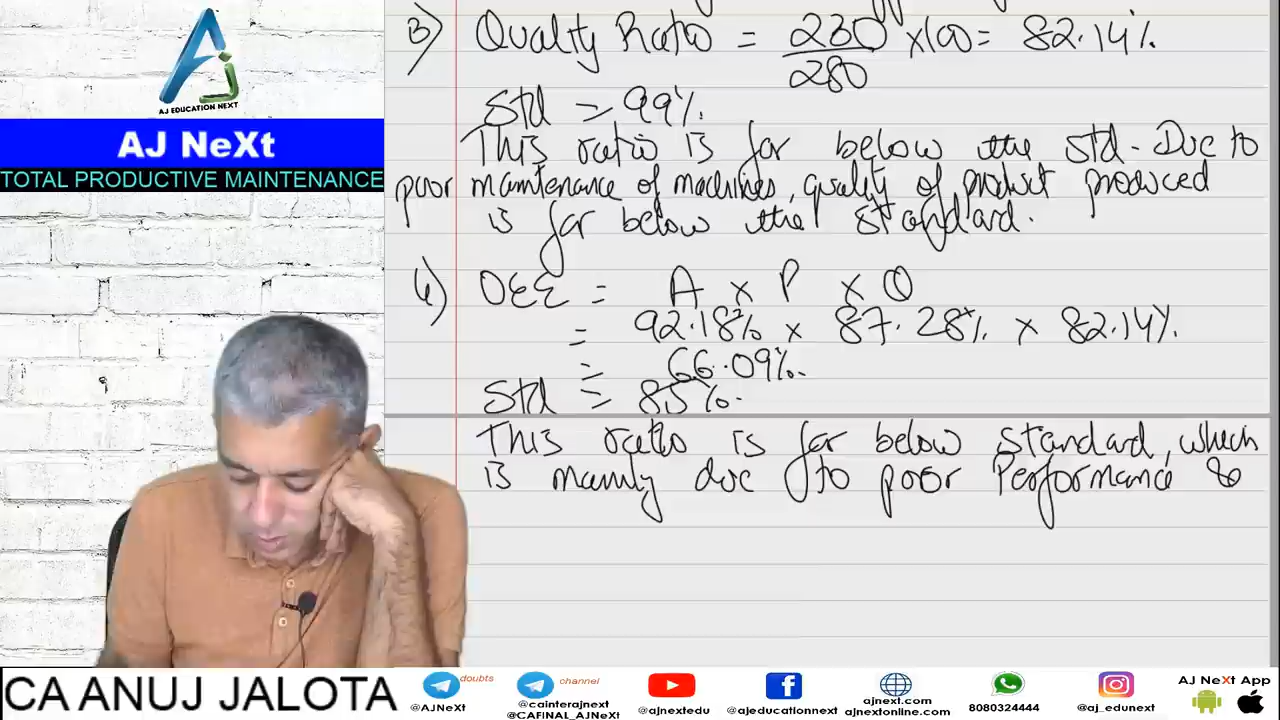 AJ EDUCATION NEXT
AJ NeXt
TOTAL PRODUCTIVE MAINTENANCE
3) Quality Ratio = 230/280 ×100 = 82.14%
Std = 99%
This ratio is far below the std. Due to
poor maintenance of machines, quality of product produced
is far below the standard.
4) OEE = A × P × Q
= 92.18% × 87.28% × 82.14%
= 66.09%
Std = 85%
This ratio is far below standard, which
is mainly due to poor Performance &
CA ANUJ JALOTA
doubts
@AJNeXt
channel
@cainterajnext
@CAFINAL_AJNeXt
@ajnextedu
@ajeducationnext
ajnext.com
ajnextonline.com
8080324444
@aj_edunext
AJ NeXt App